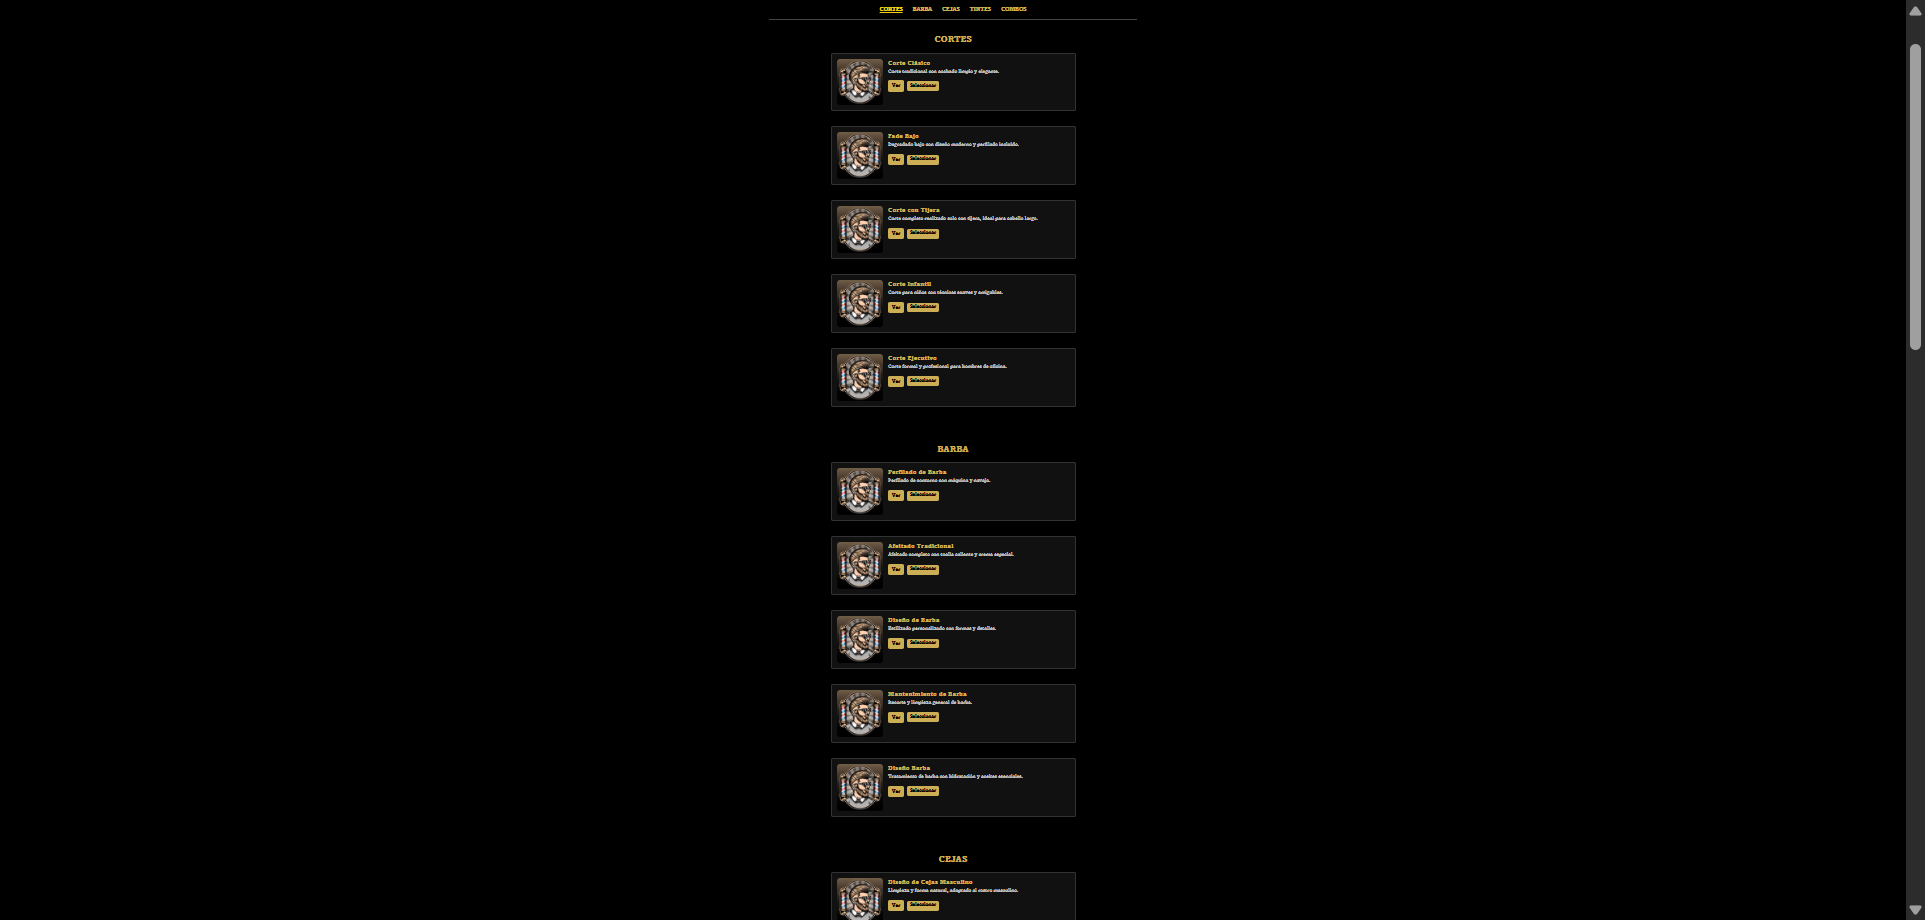 CORTES BARBA CEJAS TINTES COMBOS
CORTES
Corte Clásico
Corte tradicional con acabado limpio y elegante.
Ver Seleccionar
Fade Bajo
Degradado bajo con diseño moderno y perfilado incluido.
Ver Seleccionar
Corte con Tijera
Corte completo realizado solo con tijera, ideal para cabello largo.
Ver Seleccionar
Corte Infantil
Corte para niños con técnicas suaves y amigables.
Ver Seleccionar
Corte Ejecutivo
Corte formal y profesional para hombres de oficina.
Ver Seleccionar
BARBA
Perfilado de Barba
Perfilado de contorno con máquina y navaja.
Ver Seleccionar
Afeitado Tradicional
Afeitado completo con toalla caliente y crema especial.
Ver Seleccionar
Diseño de Barba
Estilizado personalizado con formas y detalles.
Ver Seleccionar
Mantenimiento de Barba
Recorte y limpieza general de barba.
Ver Seleccionar
Diseño Barba
Tratamiento de barba con hidratación y aceites esenciales.
Ver Seleccionar
CEJAS
Diseño de Cejas Masculino
Limpieza y forma natural, adaptado al rostro masculino.
Ver Seleccionar